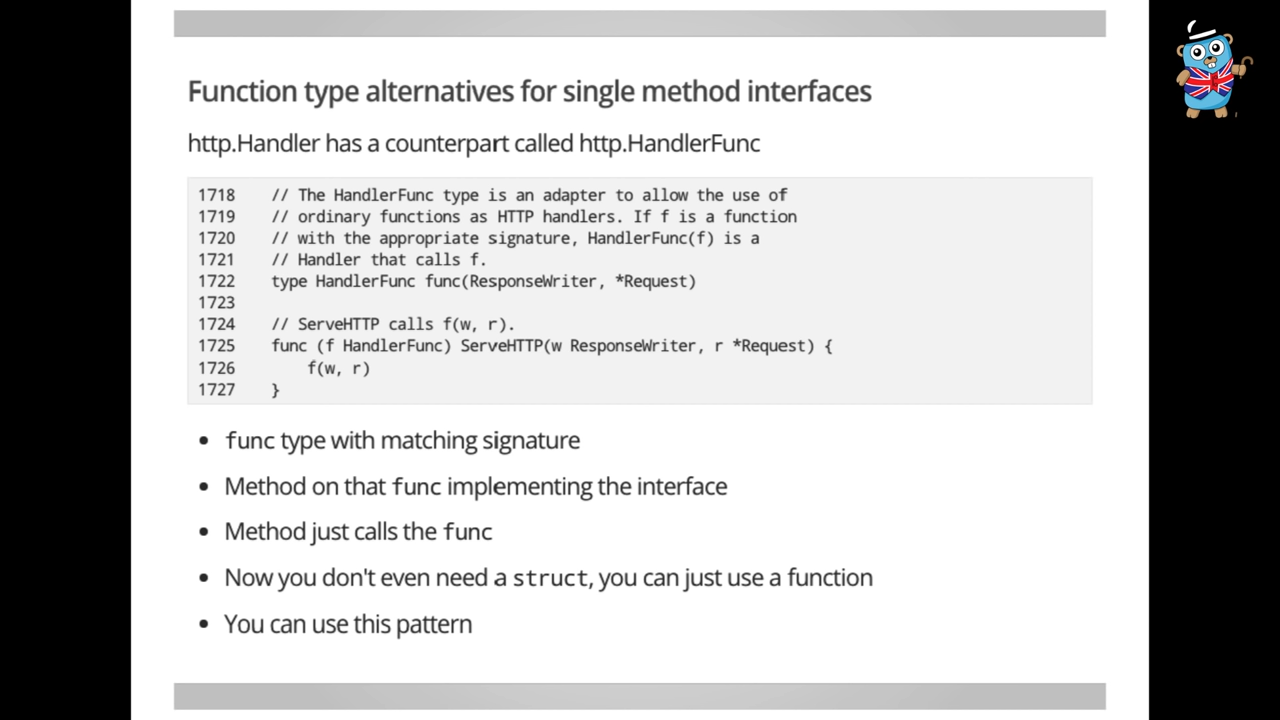 Function type alternatives for single method interfaces
http.Handler has a counterpart called http.HandlerFunc
1718 // The HandlerFunc type is an adapter to allow the use of
1719 // ordinary functions as HTTP handlers. If f is a function
1720 // with the appropriate signature, HandlerFunc(f) is a
1721 // Handler that calls f.
1722 type HandlerFunc func(ResponseWriter, *Request)
1723
1724 // ServeHTTP calls f(w, r).
1725 func (f HandlerFunc) ServeHTTP(w ResponseWriter, r *Request) {
1726     f(w, r)
1727 }
• func type with matching signature
• Method on that func implementing the interface
• Method just calls the func
• Now you don't even need a struct, you can just use a function
• You can use this pattern